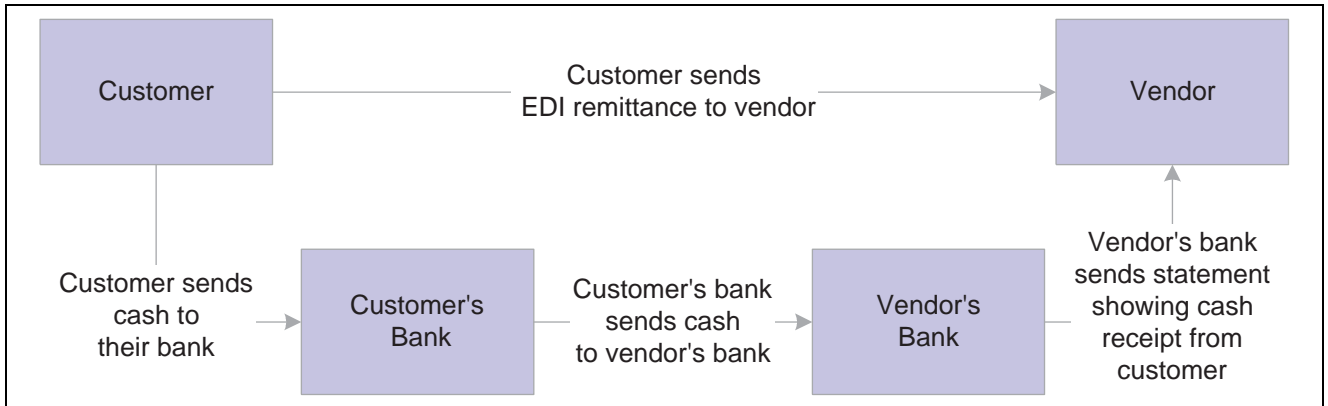 Customer
Customer sends
EDI remittance to vendor
Vendor
Customer sends
cash to
their bank
Customer's
Bank
Customer's bank
sends cash
to vendor's bank
Vendor's
Bank
Vendor's bank
sends statement
showing cash
receipt from
customer